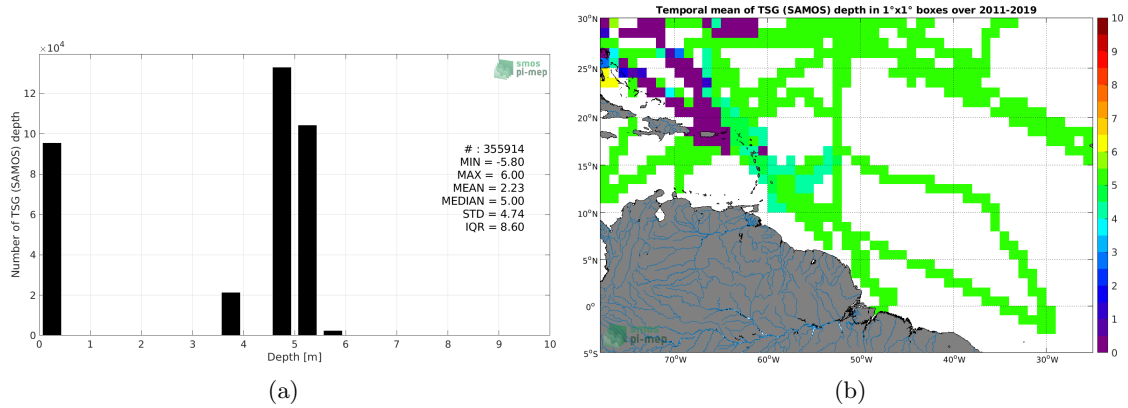 ×10⁴
12
10
8
6
4
2
0
Number of TSG (SAMOS) depth
0 1 2 3 4 5 6 7 8 9 10
Depth [m]
smos
pi-mep
# : 355914
MIN = -5.80
MAX = 6.00
MEAN = 2.23
MEDIAN = 5.00
STD = 4.74
IQR = 8.60
(a)
Temporal mean of TSG (SAMOS) depth in 1°x1° boxes over 2011-2019
30°N
25°N
20°N
15°N
10°N
5°N
0°
5°S
70°W 60°W 50°W 40°W 30°W
smos
pi-mep
10
9
8
7
6
5
4
3
2
1
0
(b)